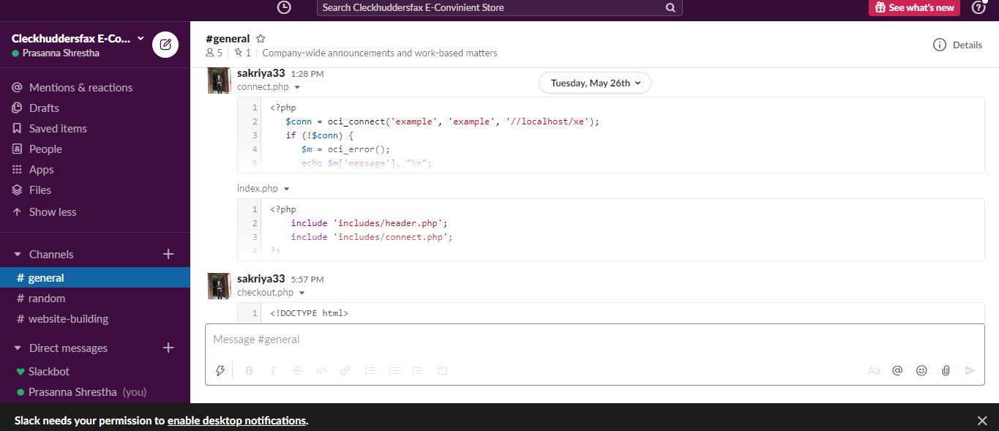 Search Cleckhuddersfax E-Convinient Store
See what's new
Cleckhuddersfax E-Co...
Prasanna Shrestha
Mentions & reactions
Drafts
Saved items
People
Apps
Files
Show less
Channels
# general
# random
# website-building
Direct messages
Slackbot
Prasanna Shrestha (you)
#general
5 | 1 | Company-wide announcements and work-based matters
Details
Tuesday, May 26th
sakriya33 1:28 PM
connect.php
1 <?php
2 $conn = oci_connect('example', 'example', '//localhost/xe');
3 if (!$conn) {
4 $m = oci_error();
5 echo $m['message'], "\n";
index.php
1 <?php
2 include 'includes/header.php';
3 include 'includes/connect.php';
4 ?>
sakriya33 5:57 PM
checkout.php
1 <!DOCTYPE html>
Message #general
B I S </> Aa @
Slack needs your permission to enable desktop notifications.